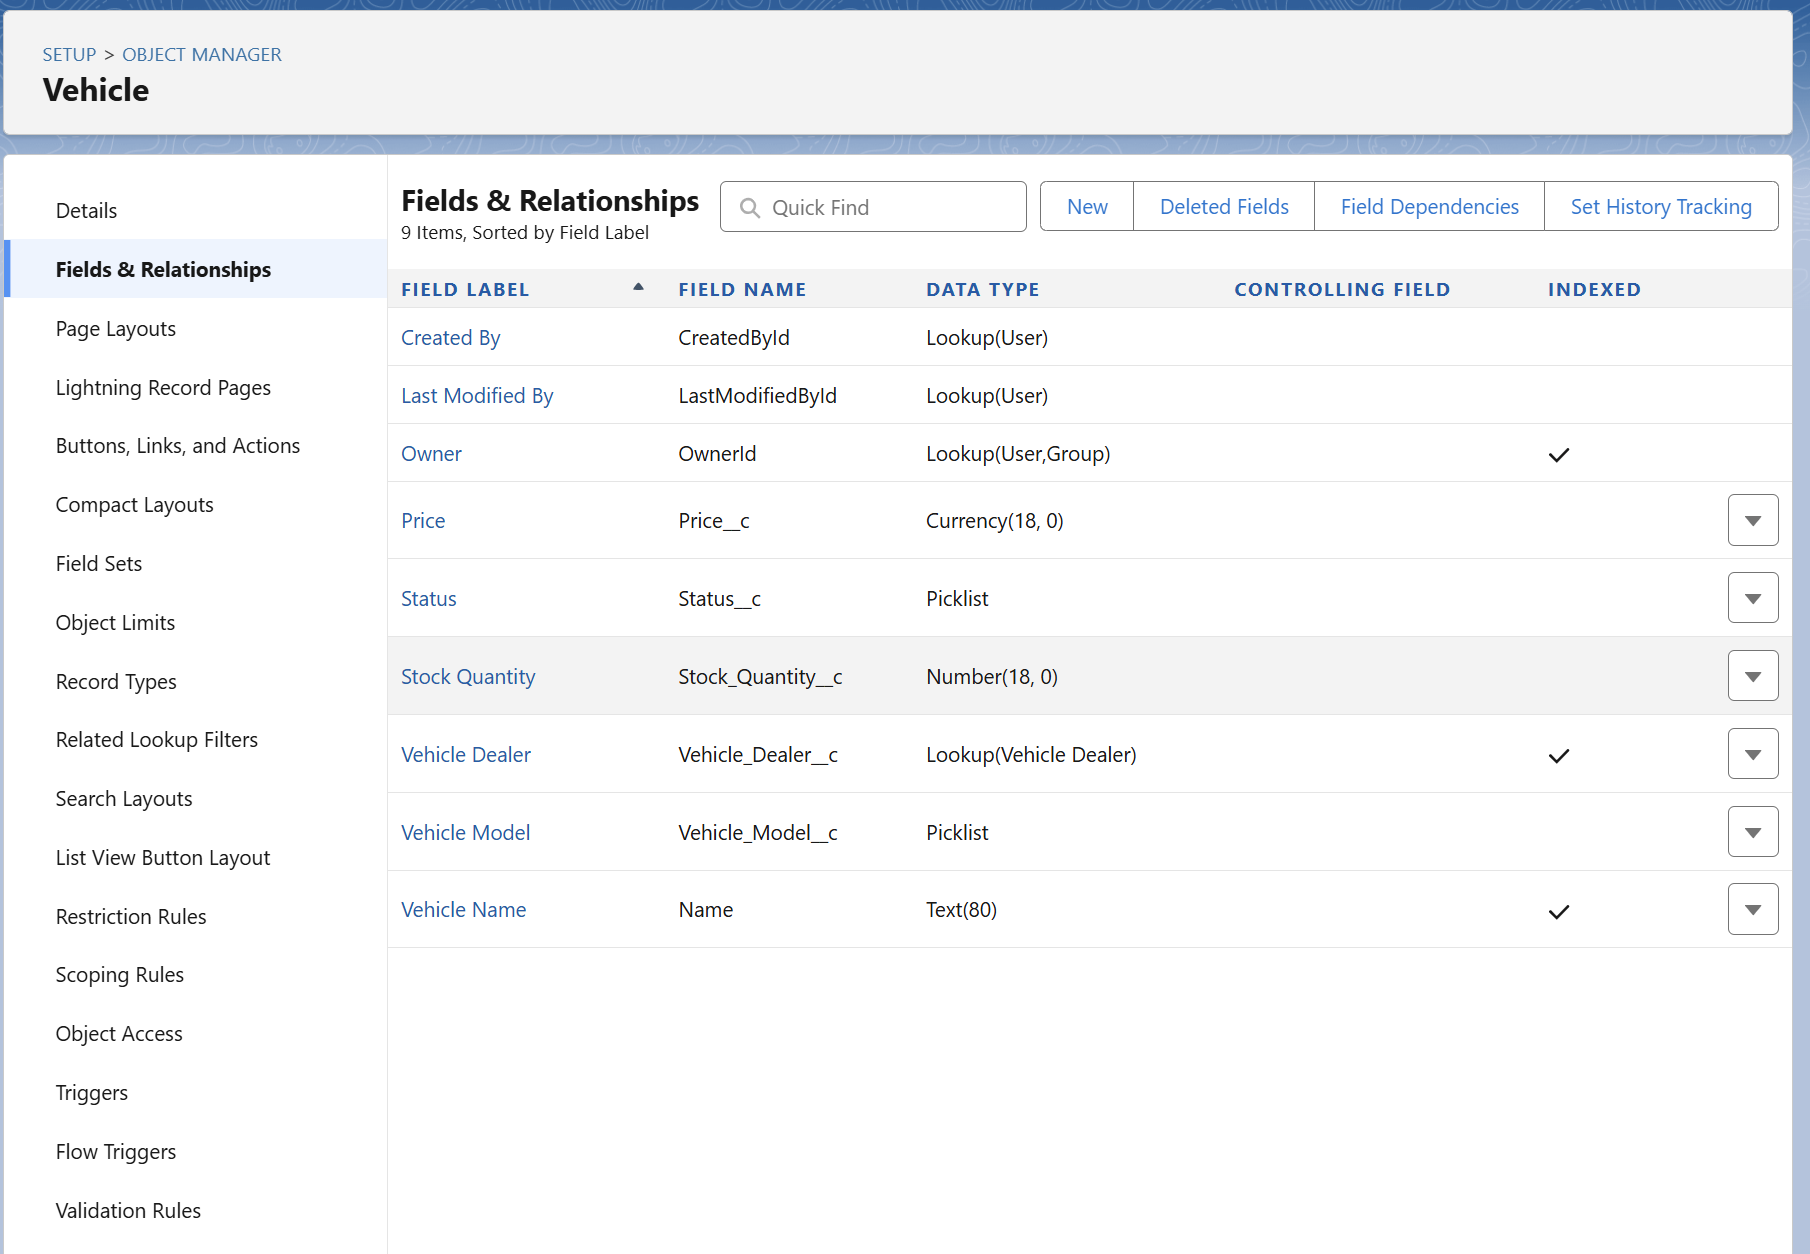 SETUP > OBJECT MANAGER
Vehicle
Details
Fields & Relationships
Page Layouts
Lightning Record Pages
Buttons, Links, and Actions
Compact Layouts
Field Sets
Object Limits
Record Types
Related Lookup Filters
Search Layouts
List View Button Layout
Restriction Rules
Scoping Rules
Object Access
Triggers
Flow Triggers
Validation Rules
Fields & Relationships
9 Items, Sorted by Field Label
Quick Find
New Deleted Fields Field Dependencies Set History Tracking
FIELD LABEL FIELD NAME DATA TYPE CONTROLLING FIELD INDEXED
Created By CreatedById Lookup(User)
Last Modified By LastModifiedById Lookup(User)
Owner OwnerId Lookup(User,Group)
Price Price__c Currency(18, 0)
Status Status__c Picklist
Stock Quantity Stock_Quantity__c Number(18, 0)
Vehicle Dealer Vehicle_Dealer__c Lookup(Vehicle Dealer)
Vehicle Model Vehicle_Model__c Picklist
Vehicle Name Name Text(80)